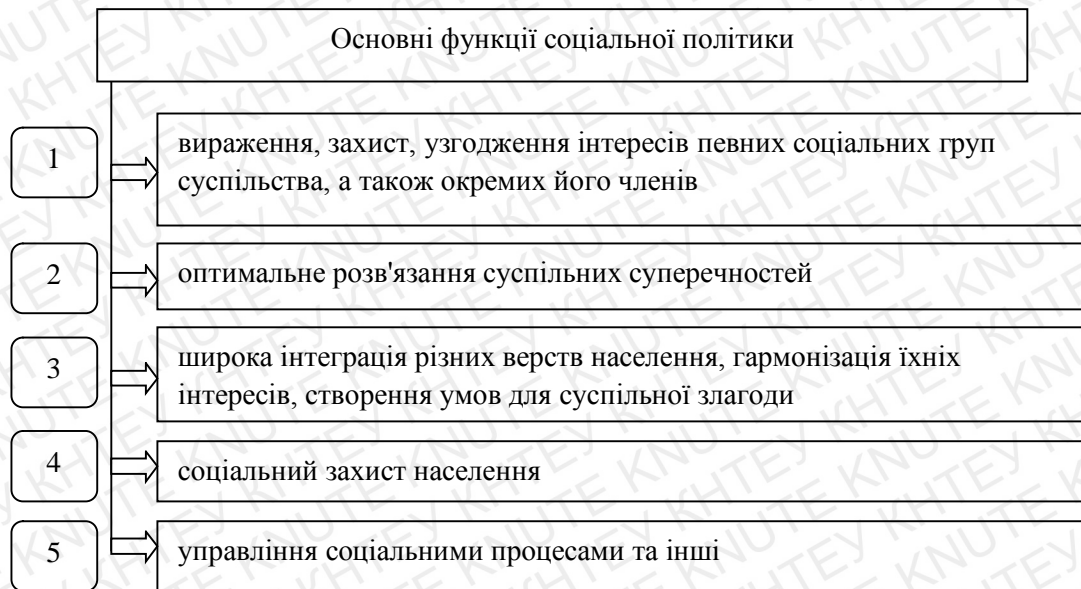 Основні функції соціальної політики
1
вираження, захист, узгодження інтересів певних соціальних груп
суспільства, а також окремих його членів
2
оптимальне розв'язання суспільних суперечностей
3
широка інтеграція різних верств населення, гармонізація їхніх
інтересів, створення умов для суспільної злагоди
4
соціальний захист населення
5
управління соціальними процесами та інші